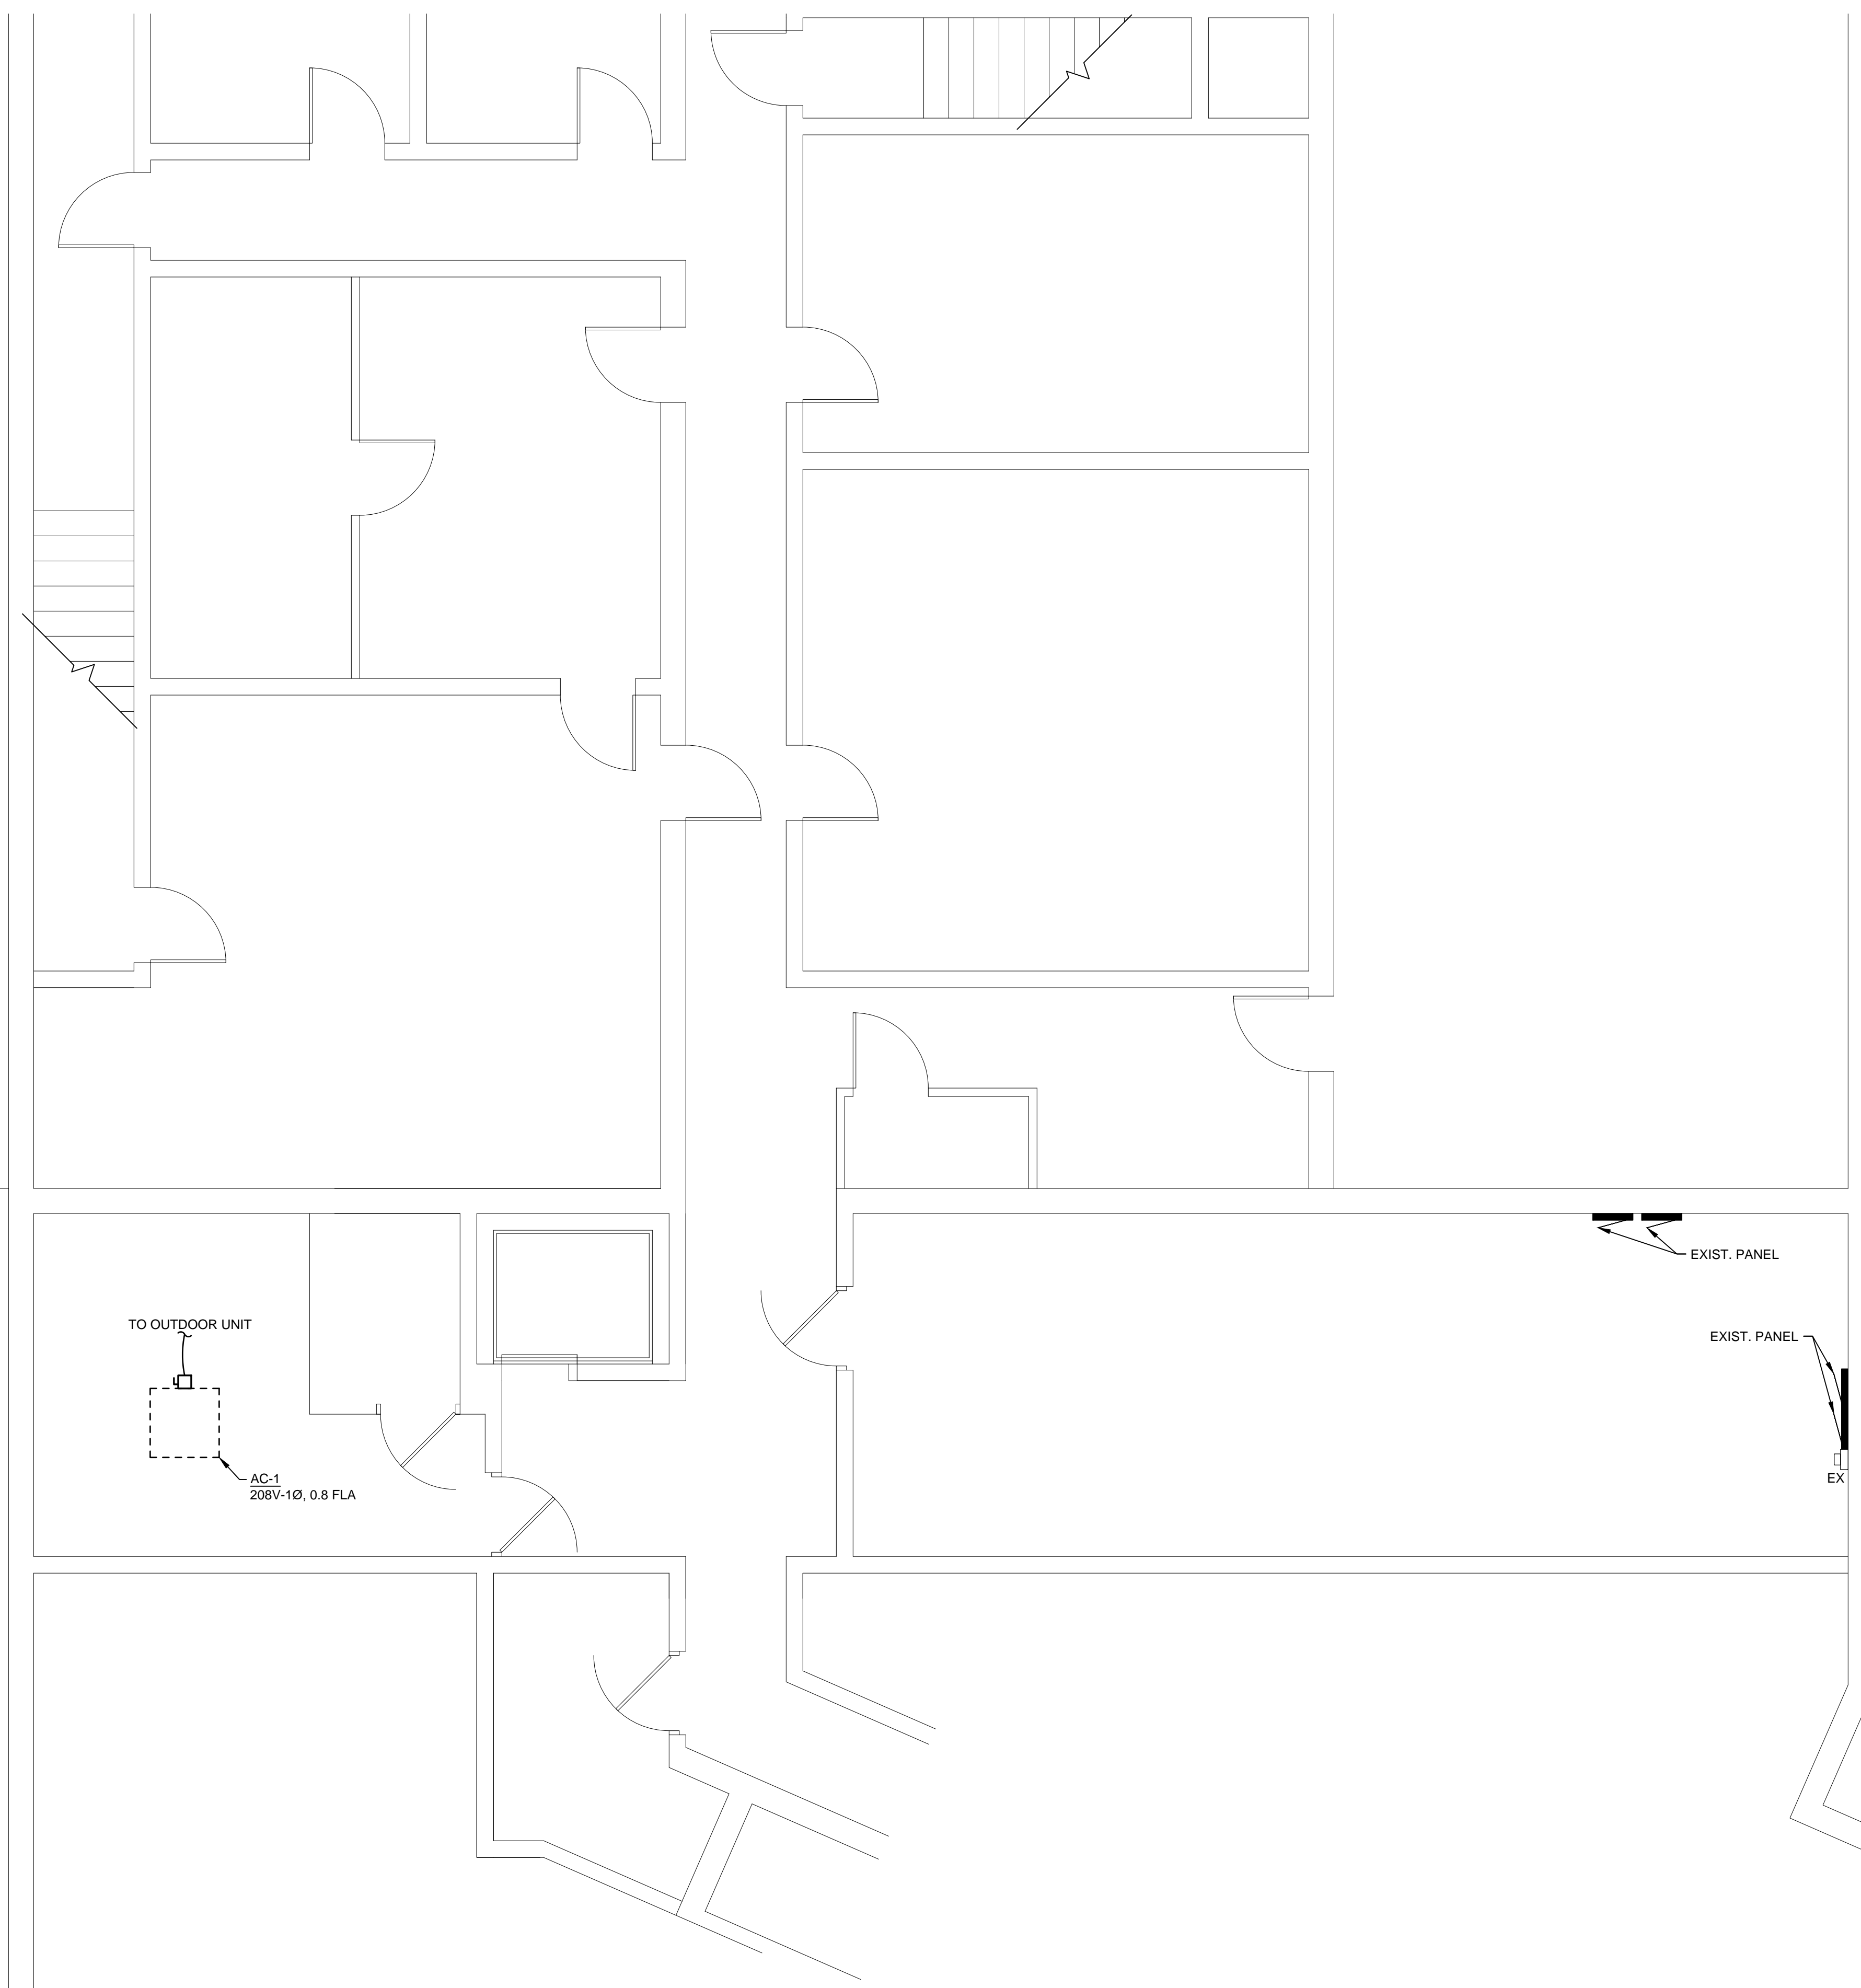 EXIST. PANEL
TO OUTDOOR UNIT
EXIST. PANEL
AC-1
208V-1Ø, 0.8 FLA
EX